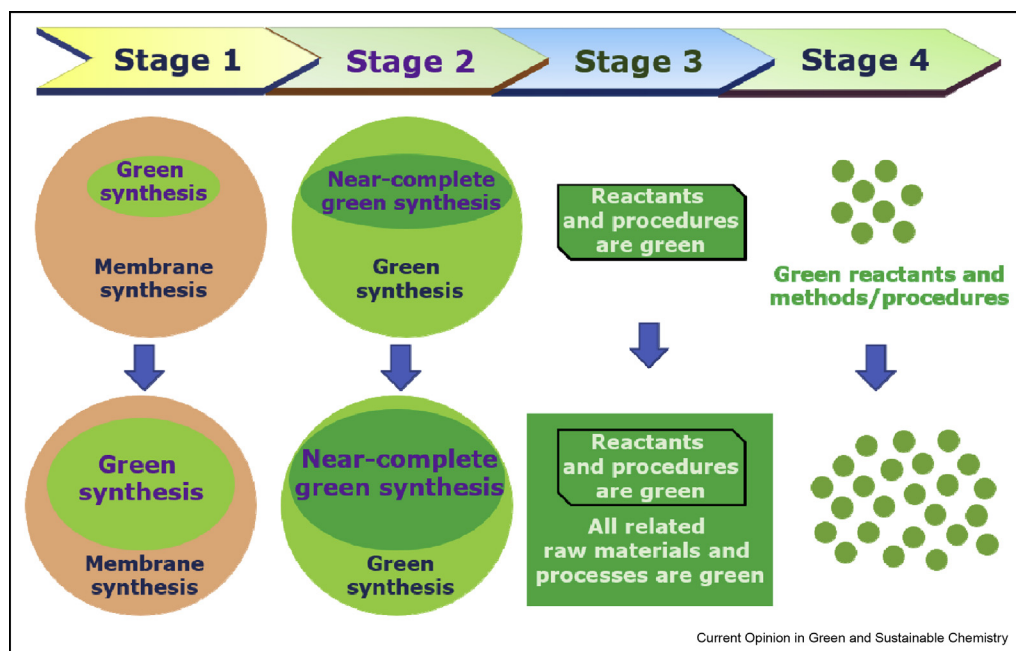 Stage 1
Stage 2
Stage 3
Stage 4
Green
synthesis
Membrane
synthesis
Near-complete
green synthesis
Green
synthesis
Reactants
and procedures
are green
Green reactants and
methods/procedures
Green
synthesis
Membrane synthesis
Near-complete
green synthesis
Green
synthesis
Reactants
and procedures
are green
All related
raw materials and
processes are green
Current Opinion in Green and Sustainable Chemistry